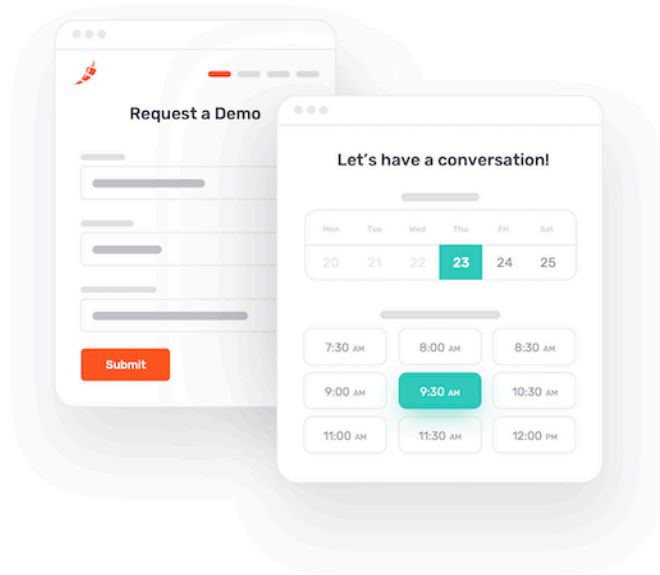 Request a Demo
Submit
Let's have a conversation!
Mon Tue Wed Thu Fri Sat
20 21 22 23 24 25
7:30 AM 8:00 AM 8:30 AM
9:00 AM 9:30 AM 10:30 AM
11:00 AM 11:30 AM 12:00 PM